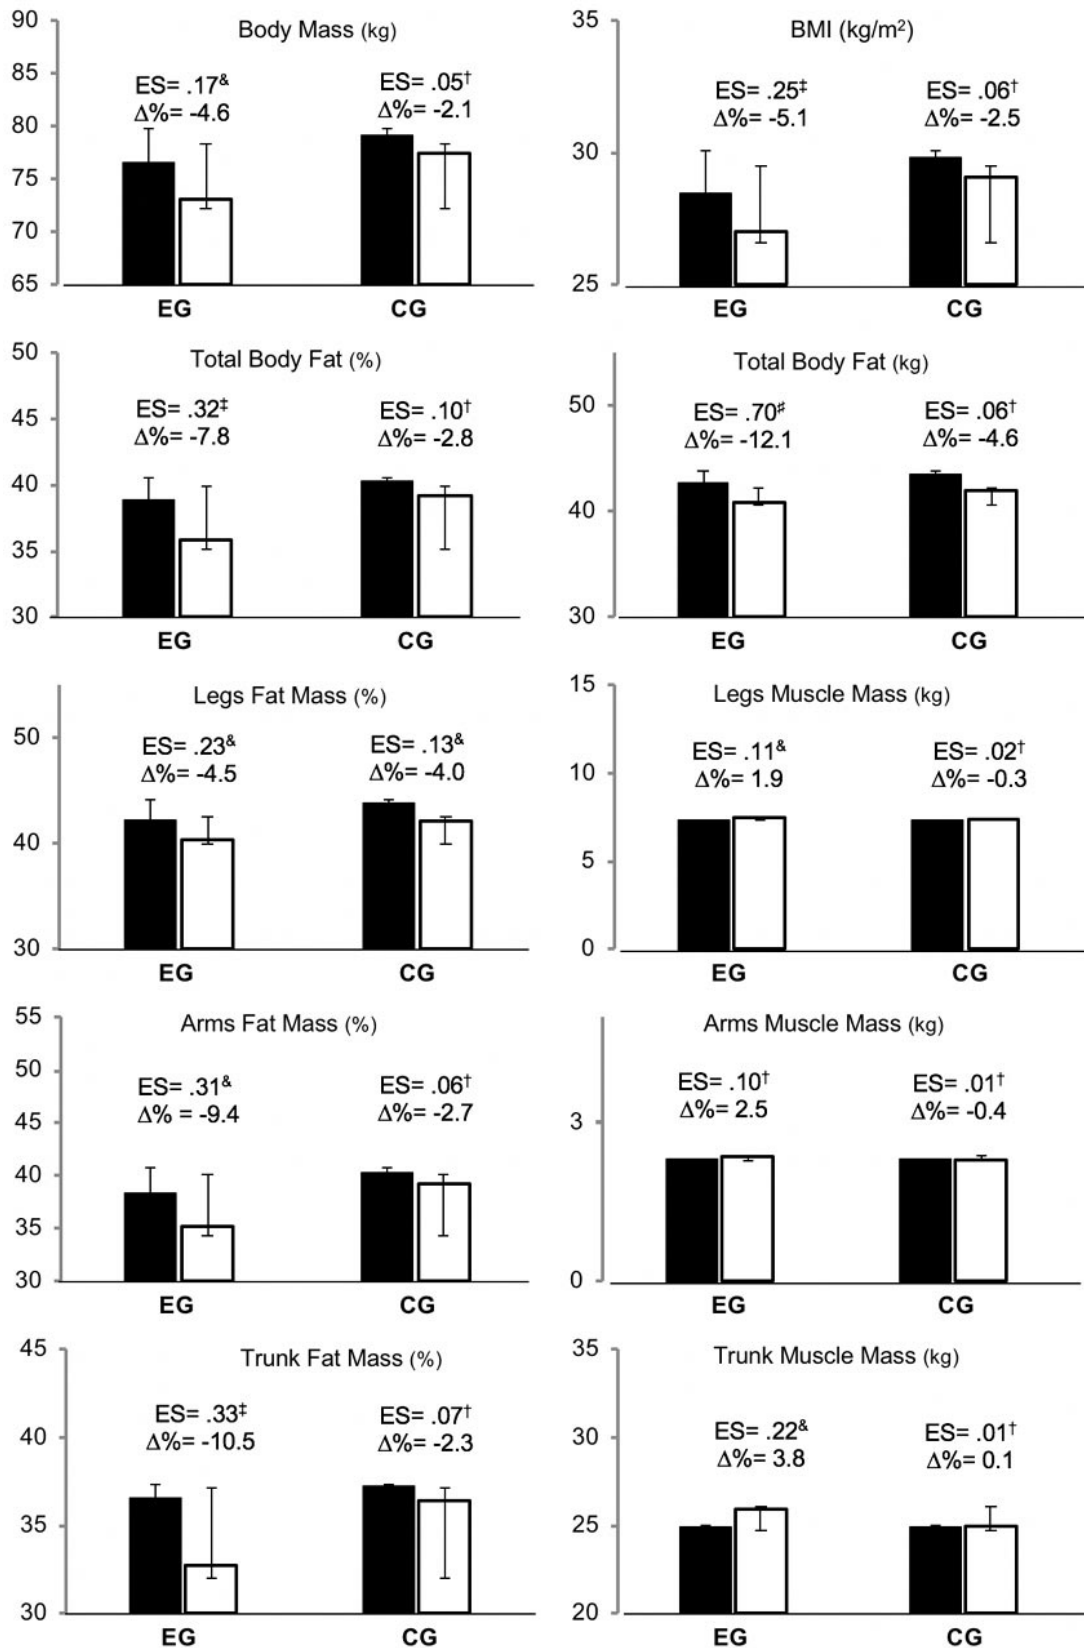 Body Mass (kg)
90
85
80
75
70
65
ES= .17&
Δ%= -4.6
ES= .05†
Δ%= -2.1
EG
CG
BMI (kg/m²)
35
30
25
ES= .25‡
Δ%= -5.1
ES= .06†
Δ%= -2.5
EG
CG
Total Body Fat (%)
50
45
40
35
30
ES= .32‡
Δ%= -7.8
ES= .10†
Δ%= -2.8
EG
CG
Total Body Fat (kg)
50
40
30
ES= .70♯
Δ%= -12.1
ES= .06†
Δ%= -4.6
EG
CG
Legs Fat Mass (%)
50
40
30
ES= .23&
Δ%= -4.5
ES= .13&
Δ%= -4.0
EG
CG
Legs Muscle Mass (kg)
15
10
5
0
ES= .11&
Δ%= 1.9
ES= .02†
Δ%= -0.3
EG
CG
Arms Fat Mass (%)
55
50
45
40
35
30
ES= .31&
Δ% = -9.4
ES= .06†
Δ%= -2.7
EG
CG
Arms Muscle Mass (kg)
3
0
ES= .10†
Δ%= 2.5
ES= .01†
Δ%= -0.4
EG
CG
Trunk Fat Mass (%)
45
40
35
30
ES= .33‡
Δ%= -10.5
ES= .07†
Δ%= -2.3
EG
CG
Trunk Muscle Mass (kg)
35
30
25
20
ES= .22&
Δ%= 3.8
ES= .01†
Δ%= 0.1
EG
CG